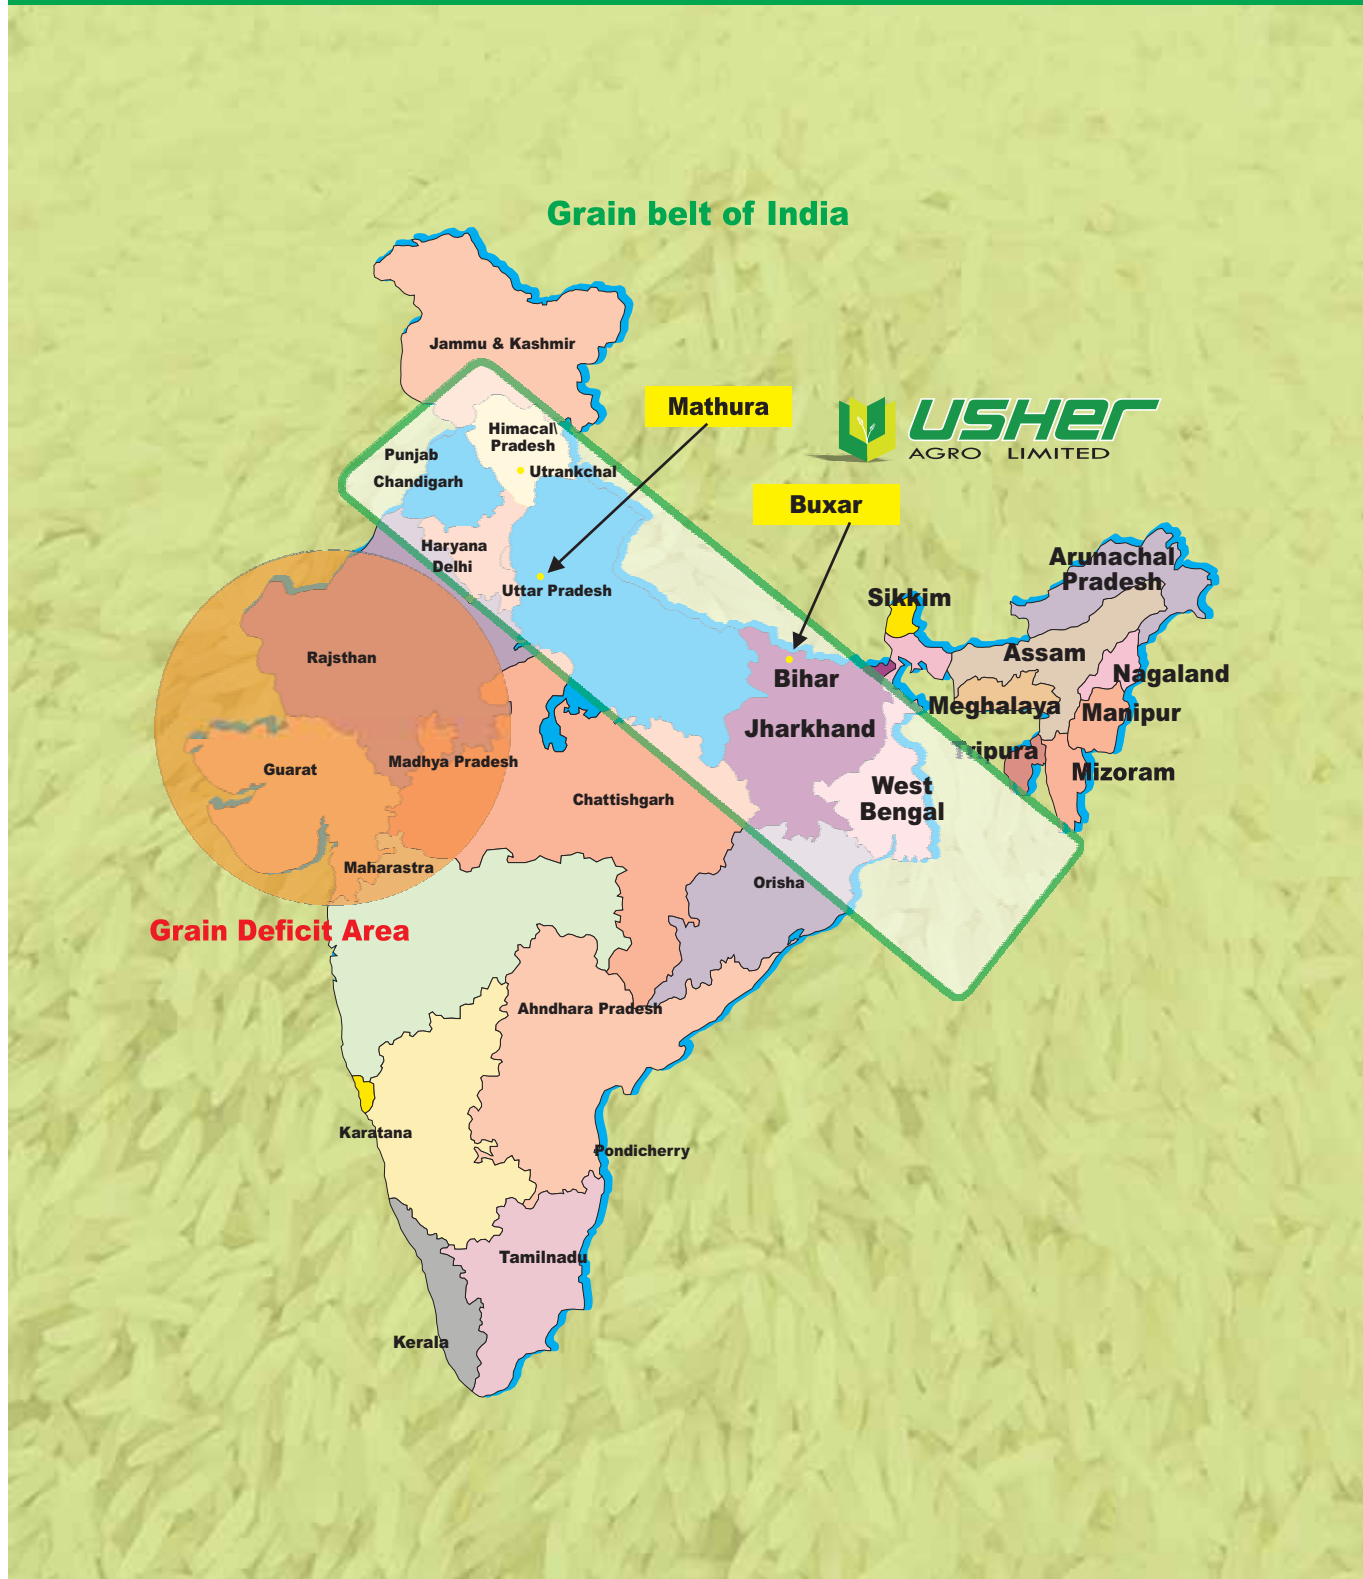 Grain belt of India
Jammu & Kashmir
Mathura
USHer
AGRO LIMITED
Himacal\
Pradesh
Punjab
Utrankchal
Chandigarh
Buxar
Haryana
Delhi
Uttar Pradesh
Arunachal
Pradesh
Sikkim
Assam
Rajsthan
Bihar
Nagaland
Meghalaya
Manipur
Jharkhand
Tripura
Guarat
Madhya Pradesh
Mizoram
Chattishgarh
West
Bengal
Maharastra
Orisha
Grain Deficit Area
Ahndhara Pradesh
Karatana
Pondicherry
Tamilnadu
Kerala